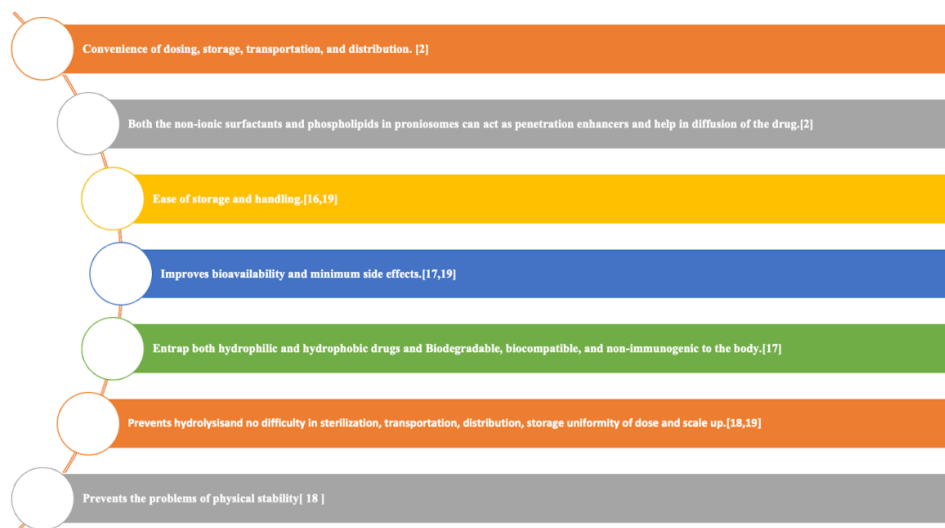 Convenience of dosing, storage, transportation, and distribution. [2]
Both the non-ionic surfactants and phospholipids in proniosomes can act as penetration enhancers and help in diffusion of the drug.[2]
Ease of storage and handling.[16,19]
Improves bioavailability and minimum side effects.[17,19]
Entrap both hydrophilic and hydrophobic drugs and Biodegradable, biocompatible, and non-immunogenic to the body.[17]
Prevents hydrolysisand no difficulty in sterilization, transportation, distribution, storage uniformity of dose and scale up.[18,19]
Prevents the problems of physical stability[ 18 ]